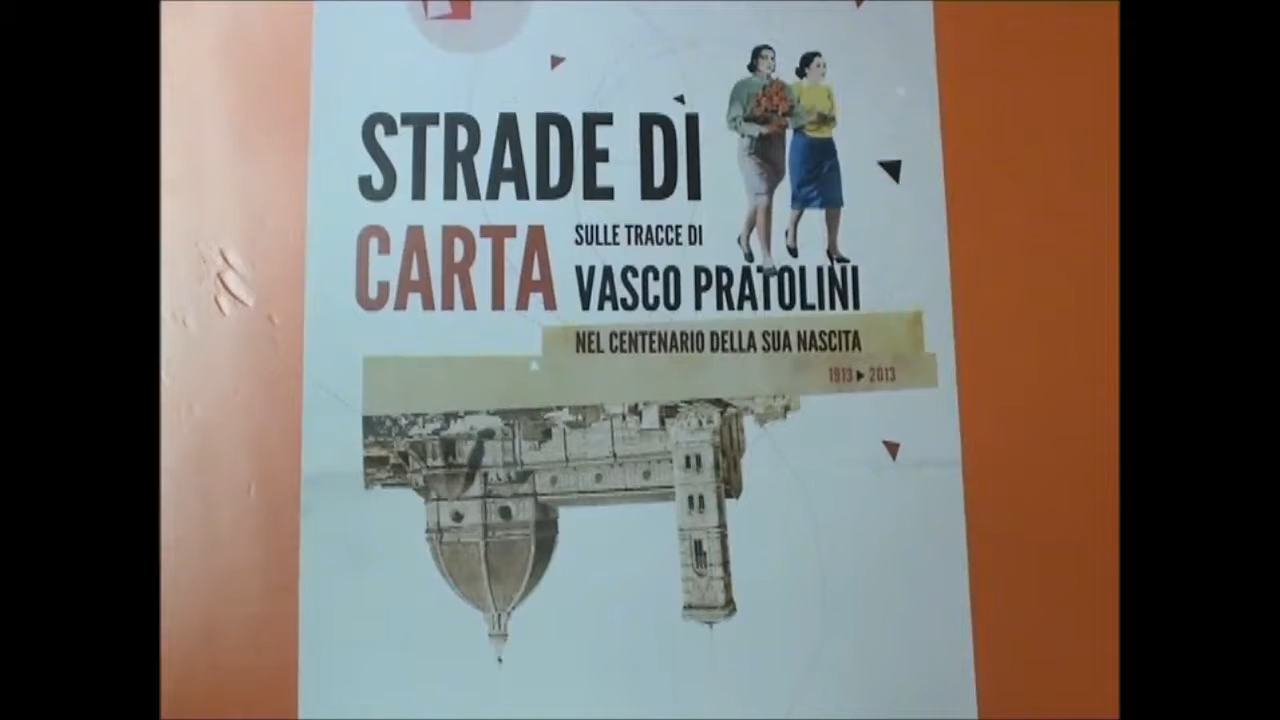 STRADE DI
CARTA
SULLE TRACCE DI
VASCO PRATOLINI
NEL CENTENARIO DELLA SUA NASCITA
1913 ▶ 2013